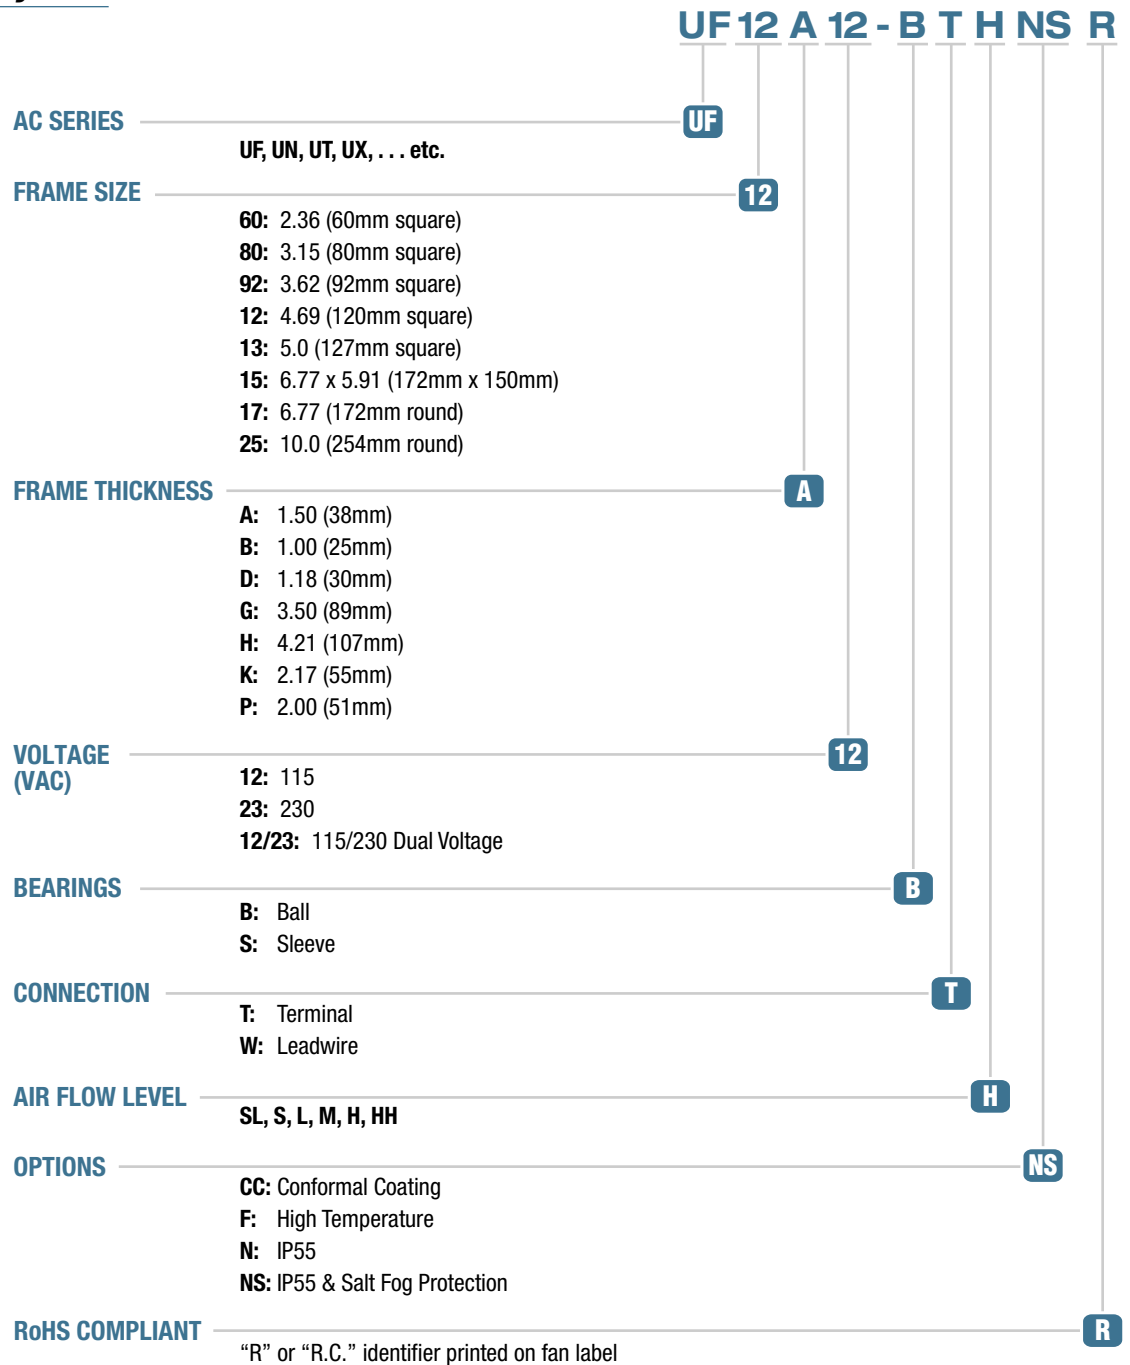 UF 12 A 12 - B T H NS R
AC SERIES
UF
UF, UN, UT, UX, . . . etc.
FRAME SIZE
12
60: 2.36 (60mm square)
80: 3.15 (80mm square)
92: 3.62 (92mm square)
12: 4.69 (120mm square)
13: 5.0 (127mm square)
15: 6.77 x 5.91 (172mm x 150mm)
17: 6.77 (172mm round)
25: 10.0 (254mm round)
FRAME THICKNESS
A
A: 1.50 (38mm)
B: 1.00 (25mm)
D: 1.18 (30mm)
G: 3.50 (89mm)
H: 4.21 (107mm)
K: 2.17 (55mm)
P: 2.00 (51mm)
VOLTAGE
(VAC)
12
12: 115
23: 230
12/23: 115/230 Dual Voltage
BEARINGS
B
B: Ball
S: Sleeve
CONNECTION
T
T: Terminal
W: Leadwire
AIR FLOW LEVEL
H
SL, S, L, M, H, HH
OPTIONS
NS
CC: Conformal Coating
F: High Temperature
N: IP55
NS: IP55 & Salt Fog Protection
RoHS COMPLIANT
R
“R” or “R.C.” identifier printed on fan label